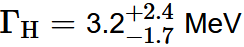 Γ_H = 3.2^{+2.4}_{−1.7} MeV